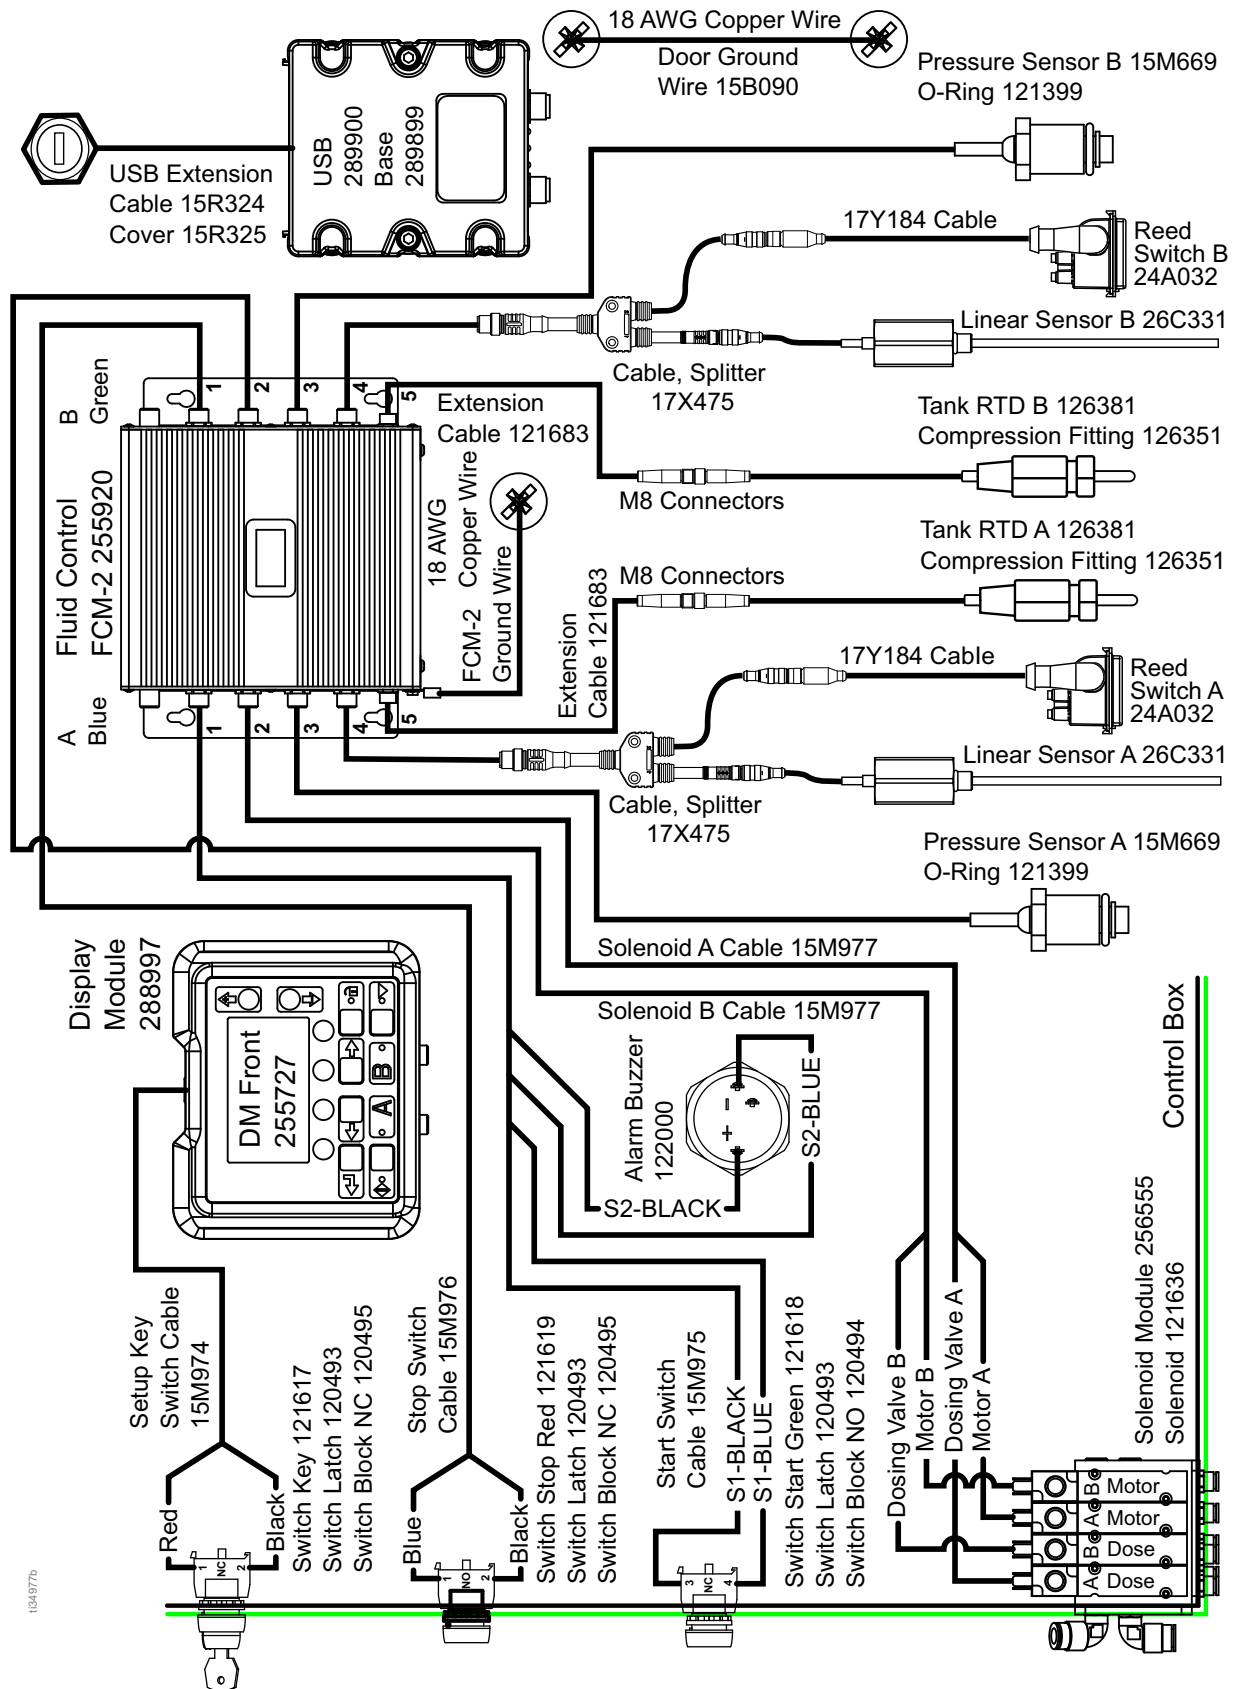 18 AWG Copper Wire
Door Ground
Wire 15B090
Pressure Sensor B 15M669
O-Ring 121399
USB
289900
Base
289899
USB Extension
Cable 15R324
Cover 15R325
17Y184 Cable
Reed
Switch B
24A032
Linear Sensor B 26C331
Cable, Splitter
17X475
B
Green
1
2
3
4
5
Extension
Cable 121683
Tank RTD B 126381
Compression Fitting 126351
M8 Connectors
Fluid Control
FCM-2 255920
18 AWG
Copper Wire
FCM-2
Ground Wire
Tank RTD A 126381
Compression Fitting 126351
M8 Connectors
Extension
Cable 121683
17Y184 Cable
Reed
Switch A
24A032
A
Blue
1
2
3
4
5
Linear Sensor A 26C331
Cable, Splitter
17X475
Pressure Sensor A 15M669
O-Ring 121399
Solenoid A Cable 15M977
Solenoid B Cable 15M977
Display
Module
288997
DM Front
255727
A
B
Alarm Buzzer
122000
+
−
S2-BLUE
S2-BLACK
Control Box
Setup Key
Switch Cable
15M974
Red
Black
1
NC
2
Switch Key 121617
Switch Latch 120493
Switch Block NC 120495
Stop Switch
Cable 15M976
Blue
Black
1
NO
2
Switch Stop Red 121619
Switch Latch 120493
Switch Block NC 120495
Start Switch
Cable 15M975
S1-BLACK
S1-BLUE
3
NC
4
Switch Start Green 121618
Switch Latch 120493
Switch Block NO 120494
Dosing Valve B
Motor B
Dosing Valve A
Motor A
Solenoid Module 256555
Solenoid 121636
B Motor
A Motor
B Dose
A Dose
ti34977b